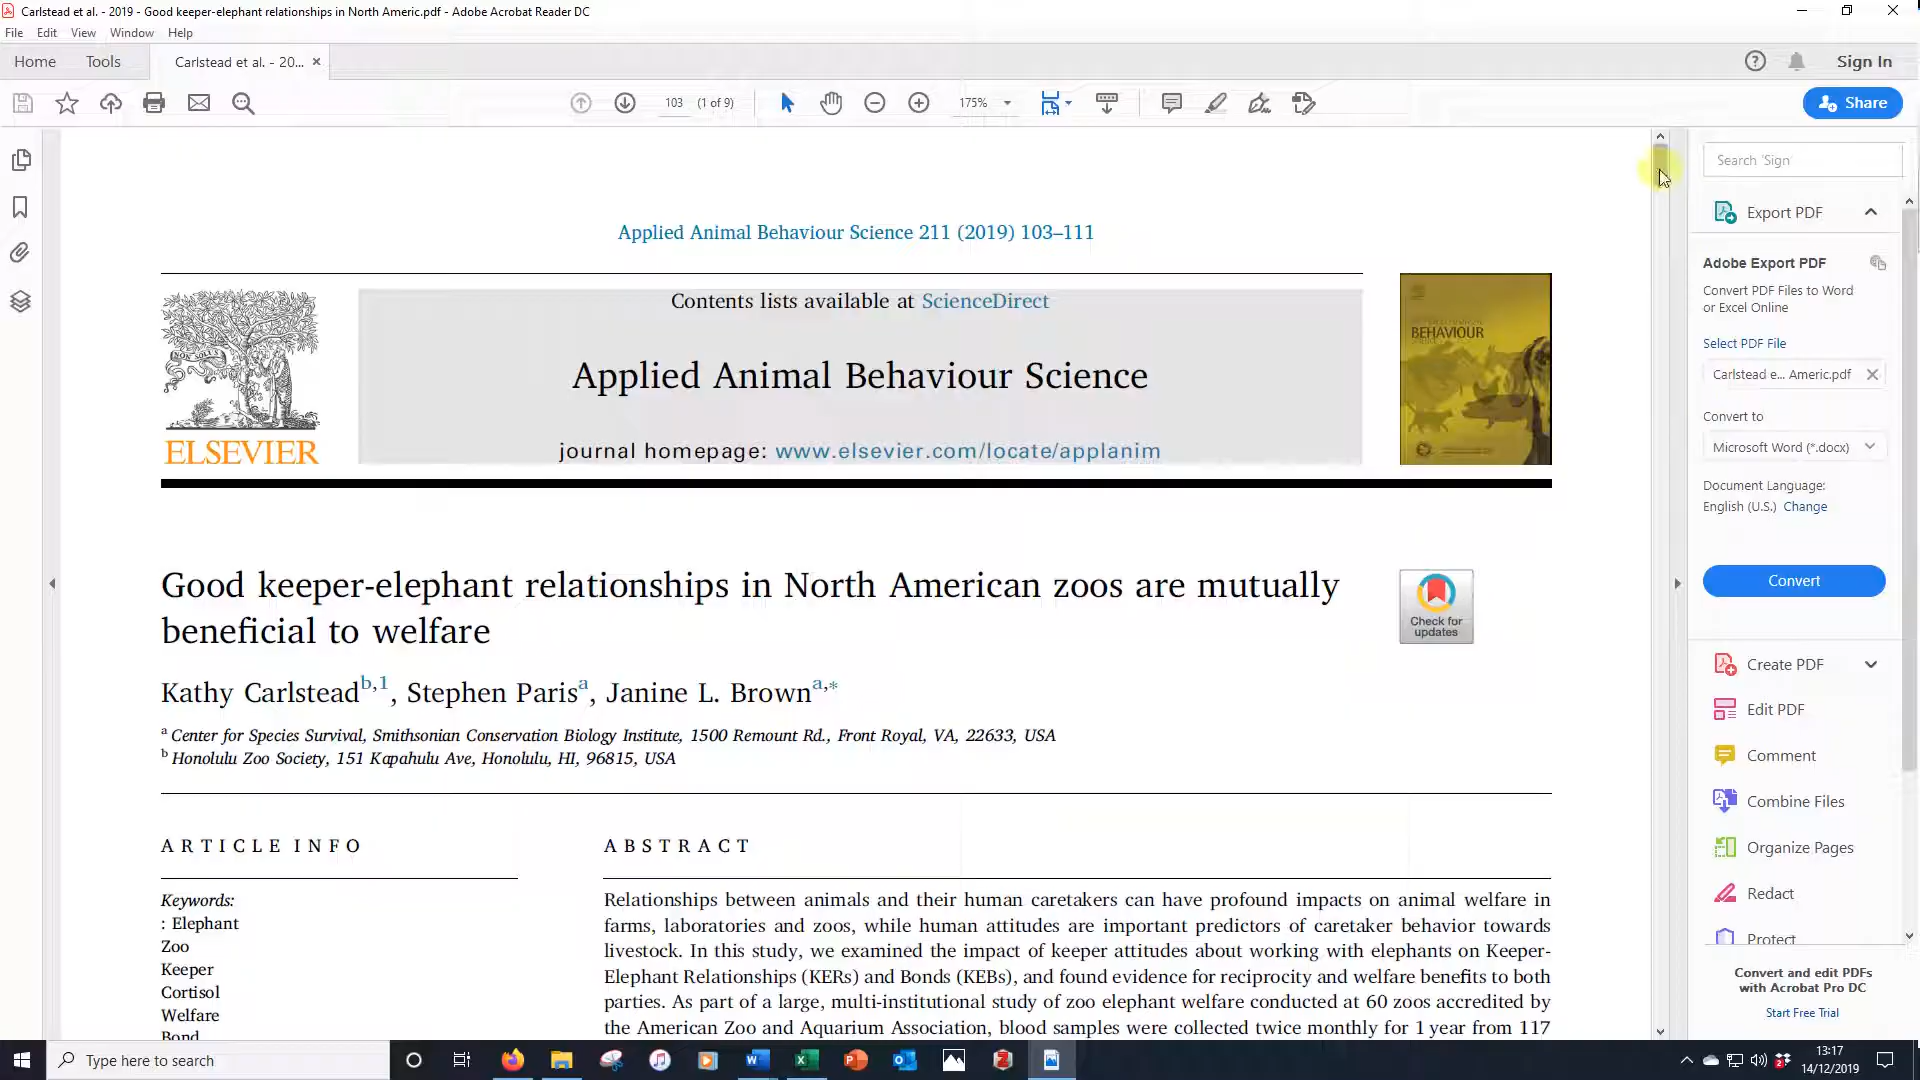 Carlstead et al. - 2019 - Good keeper-elephant relationships in North Americ.pdf - Adobe Acrobat Reader DC
File Edit View Window Help
Home Tools Carlstead et al. - 20... × Sign In
103 (1 of 9) 175% Share
Applied Animal Behaviour Science 211 (2019) 103–111
Contents lists available at ScienceDirect
Applied Animal Behaviour Science
journal homepage: www.elsevier.com/locate/applanim
NON SOLUS
ELSEVIER
BEHAVIOUR
Good keeper-elephant relationships in North American zoos are mutually
beneficial to welfare
Check for
updates
Kathy Carlstead b,1, Stephen Paris a, Janine L. Brown a,*
a Center for Species Survival, Smithsonian Conservation Biology Institute, 1500 Remount Rd., Front Royal, VA, 22633, USA
b Honolulu Zoo Society, 151 Kapahulu Ave, Honolulu, HI, 96815, USA
ARTICLE INFO
Keywords:
: Elephant
Zoo
Keeper
Cortisol
Welfare
Bond
ABSTRACT
Relationships between animals and their human caretakers can have profound impacts on animal welfare in
farms, laboratories and zoos, while human attitudes are important predictors of caretaker behavior towards
livestock. In this study, we examined the impact of keeper attitudes about working with elephants on Keeper-
Elephant Relationships (KERs) and Bonds (KEBs), and found evidence for reciprocity and welfare benefits to both
parties. As part of a large, multi-institutional study of zoo elephant welfare conducted at 60 zoos accredited by
the American Zoo and Aquarium Association, blood samples were collected twice monthly for 1 year from 117
Search 'Sign'
Export PDF
Adobe Export PDF
Convert PDF Files to Word
or Excel Online
Select PDF File
Carlstead e... Americ.pdf
Convert to
Microsoft Word (*.docx)
Document Language:
English (U.S.) Change
Convert
Create PDF
Edit PDF
Comment
Combine Files
Organize Pages
Redact
Protect
Convert and edit PDFs
with Acrobat Pro DC
Start Free Trial
Type here to search
13:17
14/12/2019